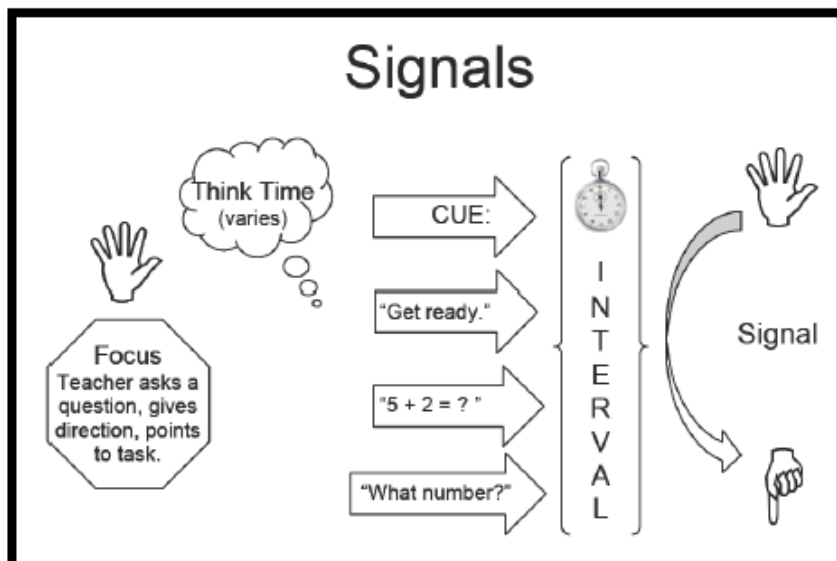 Signals
Think Time
(varies)
Focus
Teacher asks a
question, gives
direction, points
to task.
CUE:
“Get ready.”
“5 + 2 = ? ”
“What number?”
INTERVAL
Signal